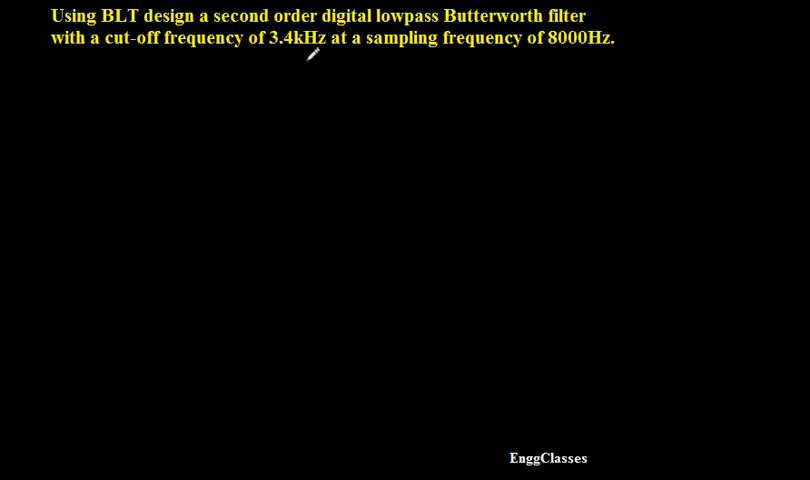 Using BLT design a second order digital lowpass Butterworth filter
with a cut-off frequency of 3.4kHz at a sampling frequency of 8000Hz.
EnggClasses